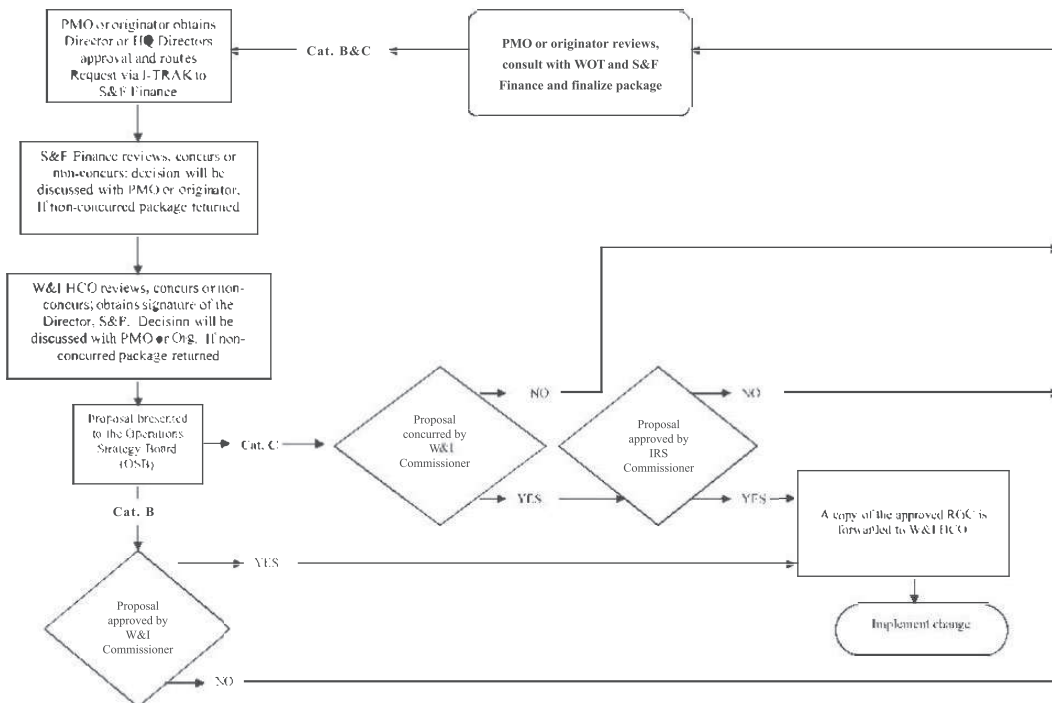 PMO or originator obtains
Director or HQ Directors
approval and routes
Request via I-TRAK to
S&F Finance
Cat. B&C
PMO or originator reviews,
consult with WOT and S&F
Finance and finalize package
S&F Finance reviews, concurs or
non-concurs; decision will be
discussed with PMO or originator.
If non-concurred package returned
W&I HCO reviews, concurs or non-
concurs; obtains signature of the
Director, S&F. Decision will be
discussed with PMO or Org. If non-
concurred package returned
Proposal presented
to the Operations
Strategy Board
(OSB)
Cat. C
Proposal
concurred by
W&I
Commissioner
NO
YES
Proposal
approved by
IRS
Commissioner
NO
YES
A copy of the approved ROC is
forwarded to W&I HCO
Cat. B
Proposal
approved by
W&I
Commissioner
YES
NO
Implement change